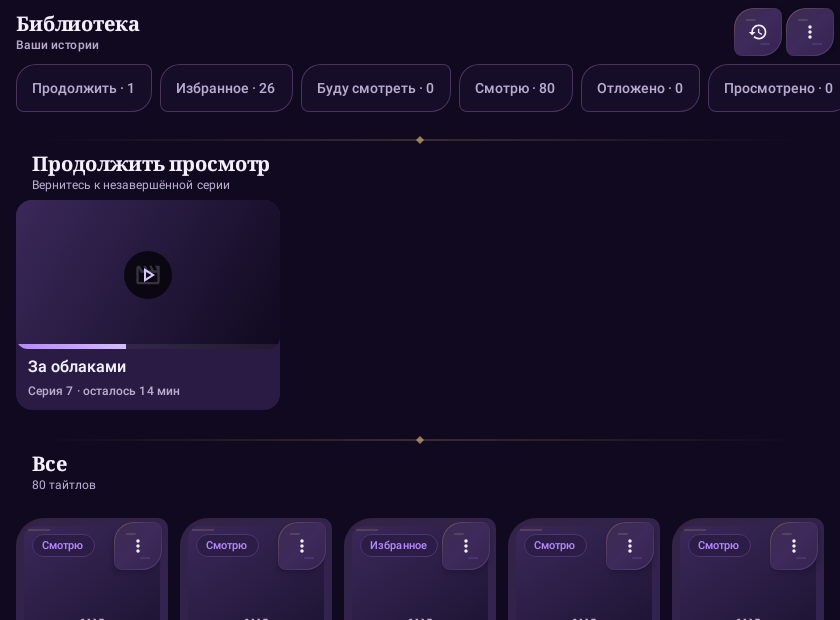 Библиотека
Ваши истории
Продолжить · 1
Избранное · 26
Буду смотреть · 0
Смотрю · 80
Отложено · 0
Просмотрено · 0
Продолжить просмотр
Вернитесь к незавершённой серии
За облаками
Серия 7 · осталось 14 мин
Все
80 тайтлов
Смотрю
Смотрю
Избранное
Смотрю
Смотрю